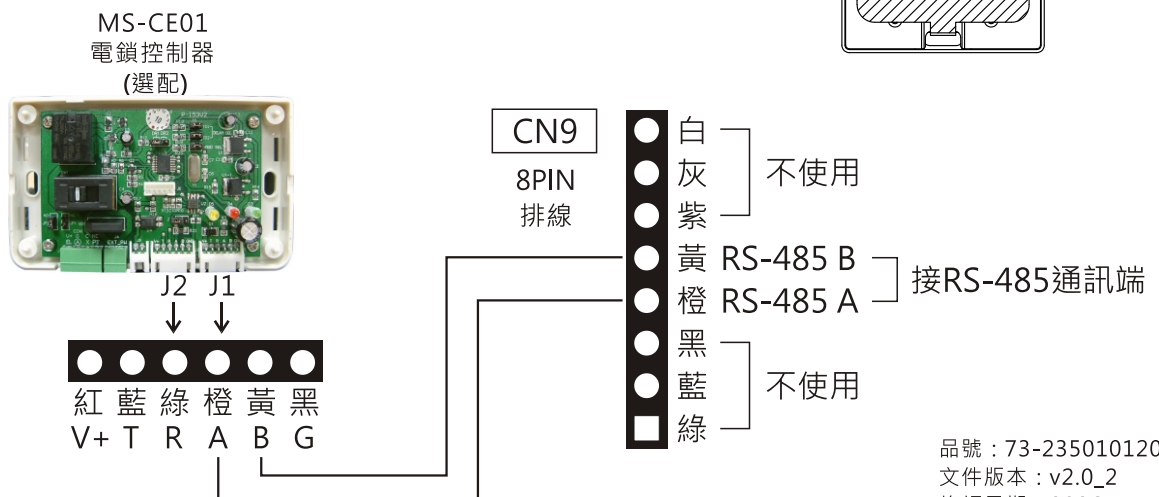 MS-CE01
電鎖控制器
(選配)
J2 J1
紅 藍 綠 橙 黃 黑
V+ T R A B G
CN9
8PIN
排線
白
灰
紫
不使用
黃 RS-485 B
橙 RS-485 A
接RS-485通訊端
黑
藍
綠
不使用
品號：73-235010120
文件版本：v2.0_2